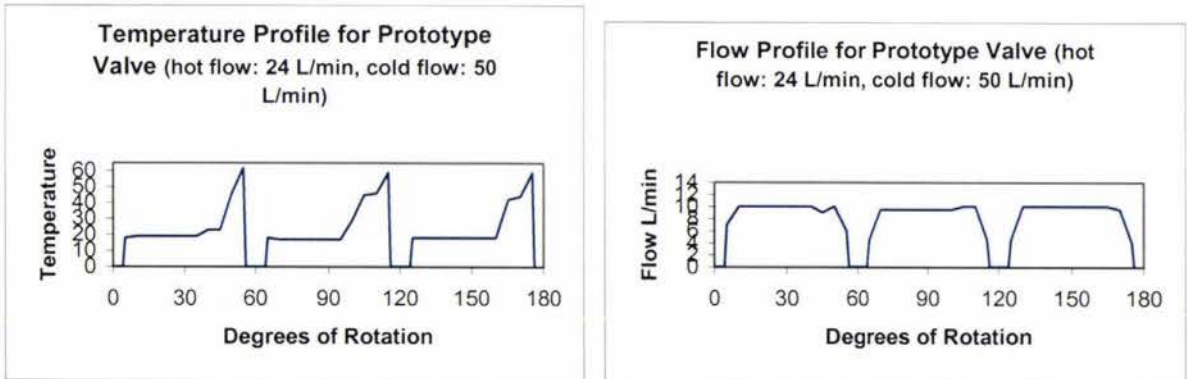 Temperature Profile for Prototype
Valve (hot flow: 24 L/min, cold flow: 50
L/min)
Temperature
60
50
40
30
20
10
0
0 30 60 90 120 150 180
Degrees of Rotation
Flow Profile for Prototype Valve (hot
flow: 24 L/min, cold flow: 50 L/min)
Flow L/min
14
12
10
8
6
4
2
0
0 30 60 90 120 150 180
Degrees of Rotation